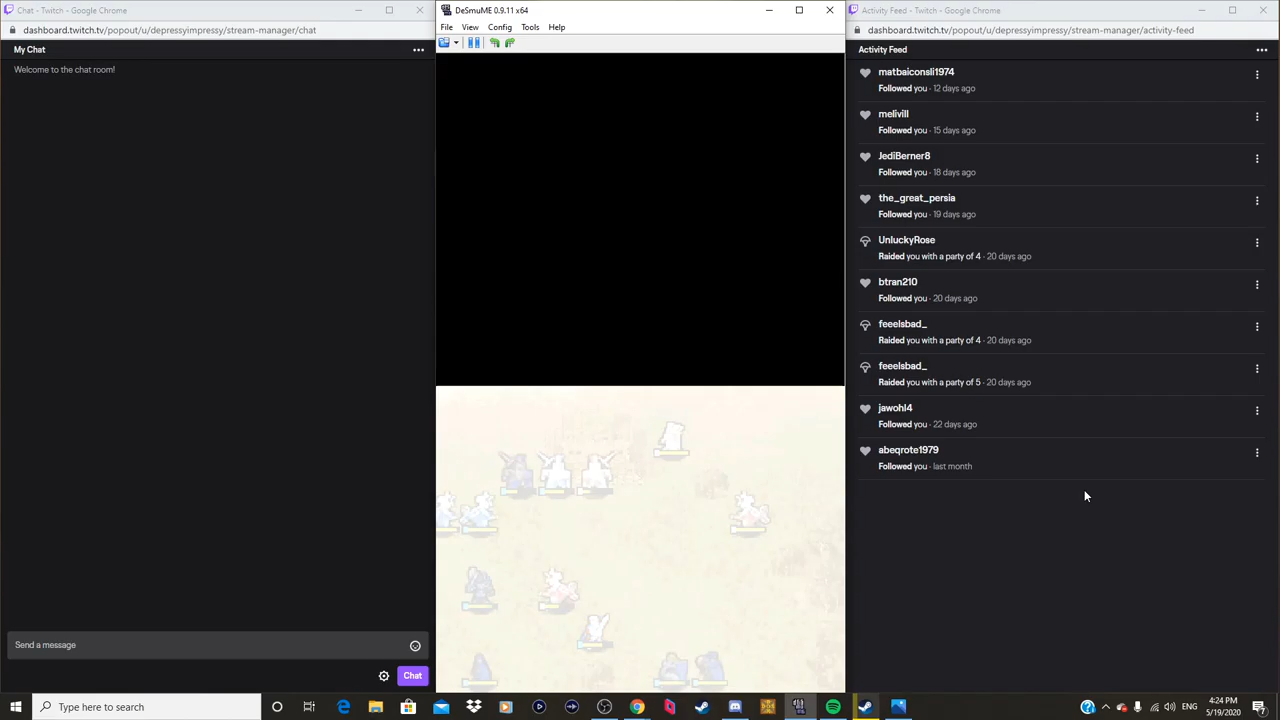 Chat - Twitch - Google Chrome
dashboard.twitch.tv/popout/u/depressyimpressy/stream-manager/chat
My Chat
Welcome to the chat room!
Send a message
Chat
DeSmuME 0.9.11 x64
File View Config Tools Help
Activity Feed - Twitch - Google Chrome
dashboard.twitch.tv/popout/u/depressyimpressy/stream-manager/activity-feed
Activity Feed
matbaiconsli1974
Followed you · 12 days ago
melivill
Followed you · 15 days ago
JediBerner8
Followed you · 18 days ago
the_great_persia
Followed you · 19 days ago
UnluckyRose
Raided you with a party of 4 · 20 days ago
btran210
Followed you · 20 days ago
feeelsbad_
Raided you with a party of 4 · 20 days ago
feeelsbad_
Raided you with a party of 5 · 20 days ago
jawohl4
Followed you · 22 days ago
abeqrote1979
Followed you · last month
Type here to search
ENG
4:24 PM
5/19/2020